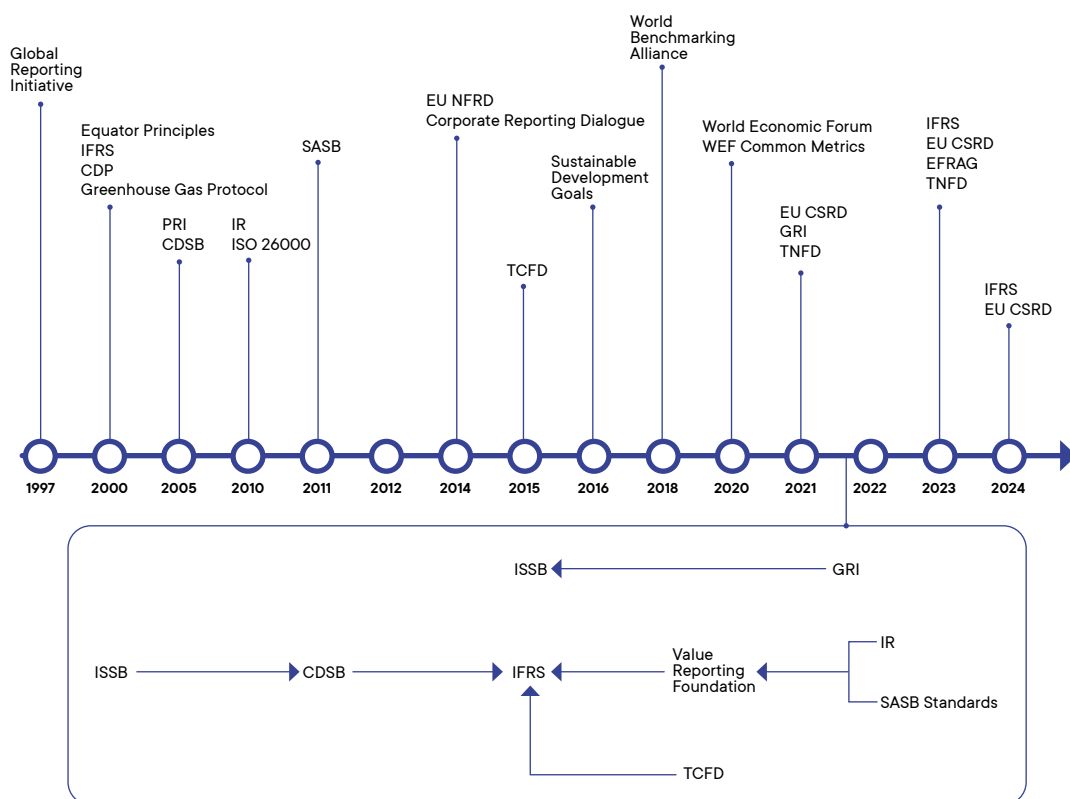 Global
Reporting
Initiative
Equator Principles
IFRS
CDP
Greenhouse Gas Protocol
PRI
CDSB
IR
ISO 26000
SASB
EU NFRD
Corporate Reporting Dialogue
TCFD
Sustainable
Development
Goals
World
Benchmarking
Alliance
World Economic Forum
WEF Common Metrics
EU CSRD
GRI
TNFD
IFRS
EU CSRD
EFRAG
TNFD
IFRS
EU CSRD
1997 2000 2005 2010 2011 2012 2014 2015 2016 2018 2020 2021 2022 2023 2024
ISSB GRI
ISSB CDSB IFRS
Value
Reporting
Foundation
IR
SASB Standards
TCFD